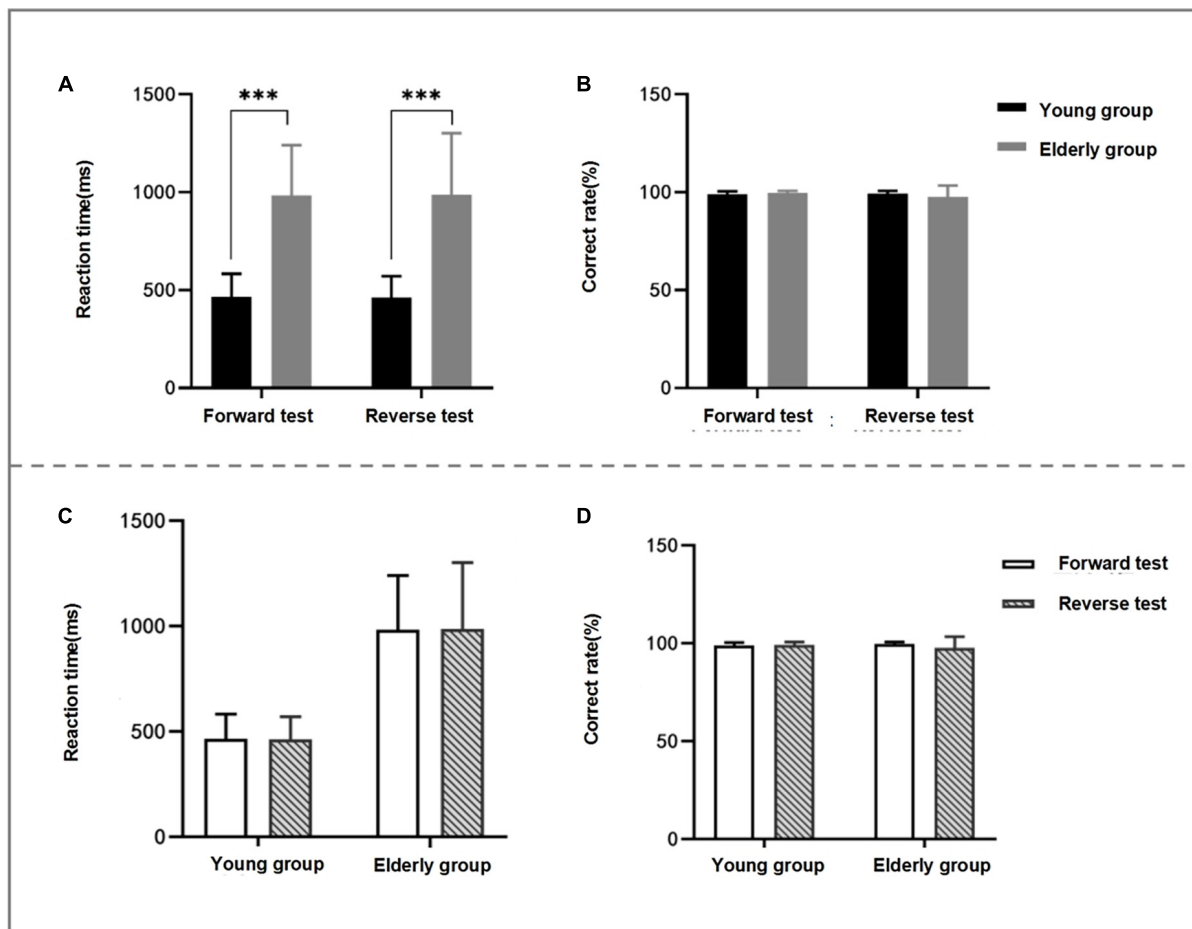 A
B
1500
1000
500
0
Reaction time(ms)
***
***
Forward test
Reverse test
150
100
50
0
Correct rate(%)
Forward test : Reverse test
Young group
Elderly group
C
D
1500
1000
500
0
Reaction time(ms)
Young group
Elderly group
150
100
50
0
Correct rate(%)
Young group
Elderly group
Forward test
Reverse test